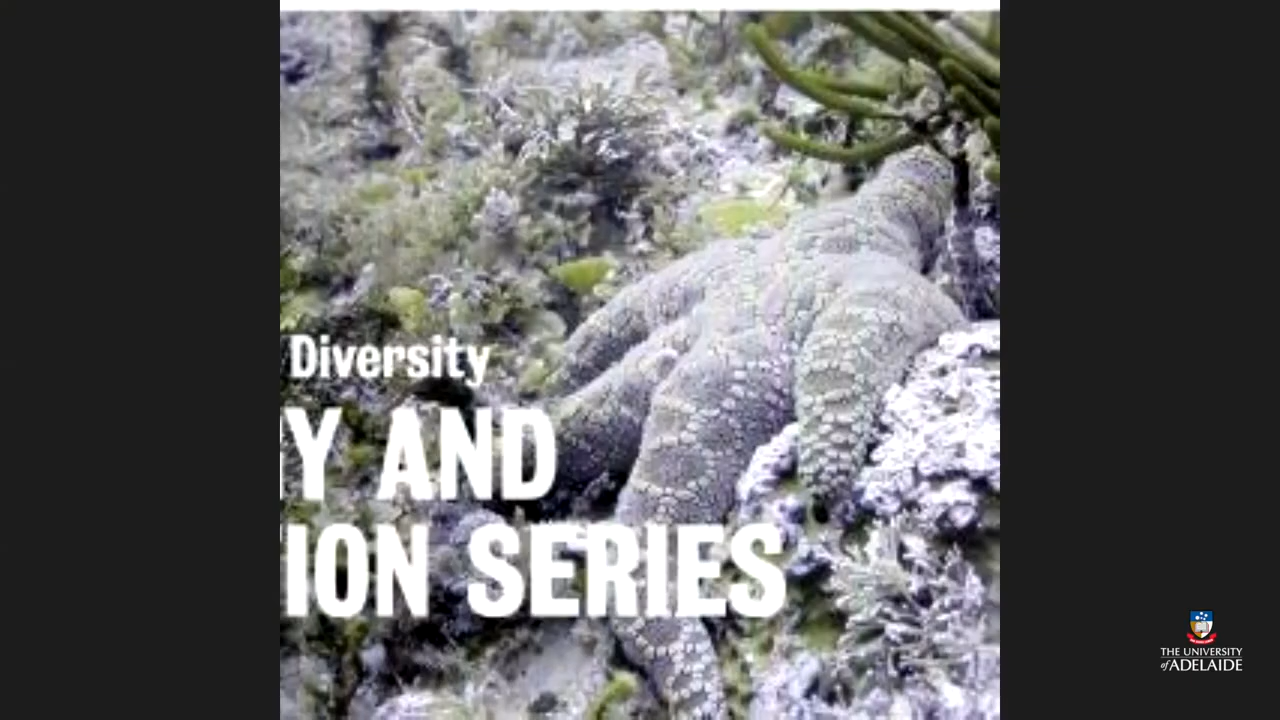 Diversity
Y AND
ION SERIES
THE UNIVERSITY
of ADELAIDE